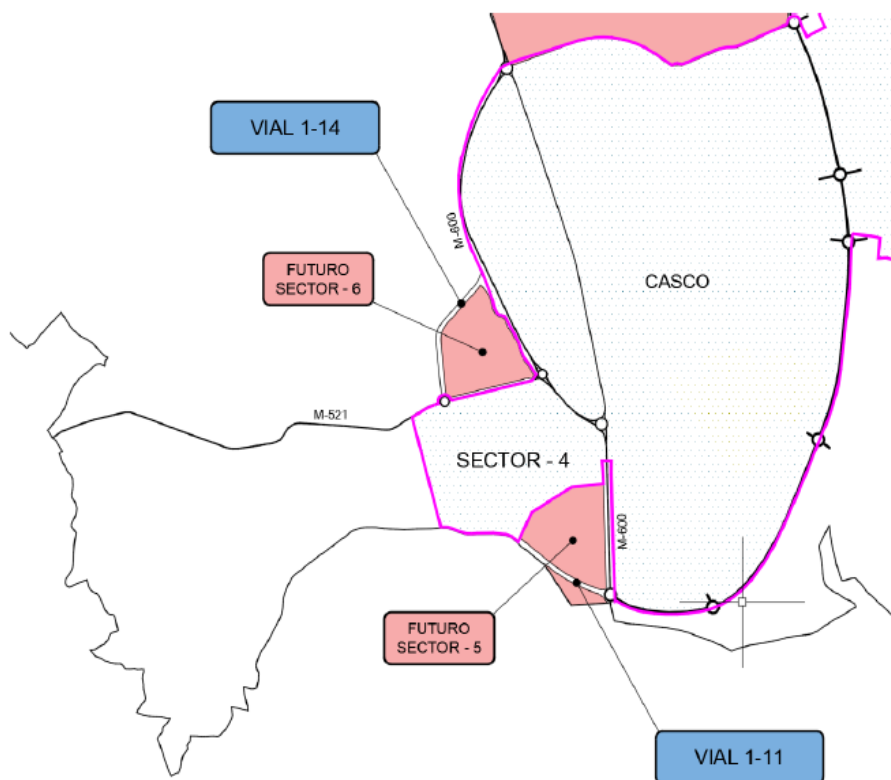 VIAL 1-14
M-600
FUTURO
SECTOR - 6
CASCO
M-521
SECTOR - 4
M-600
FUTURO
SECTOR - 5
VIAL 1-11